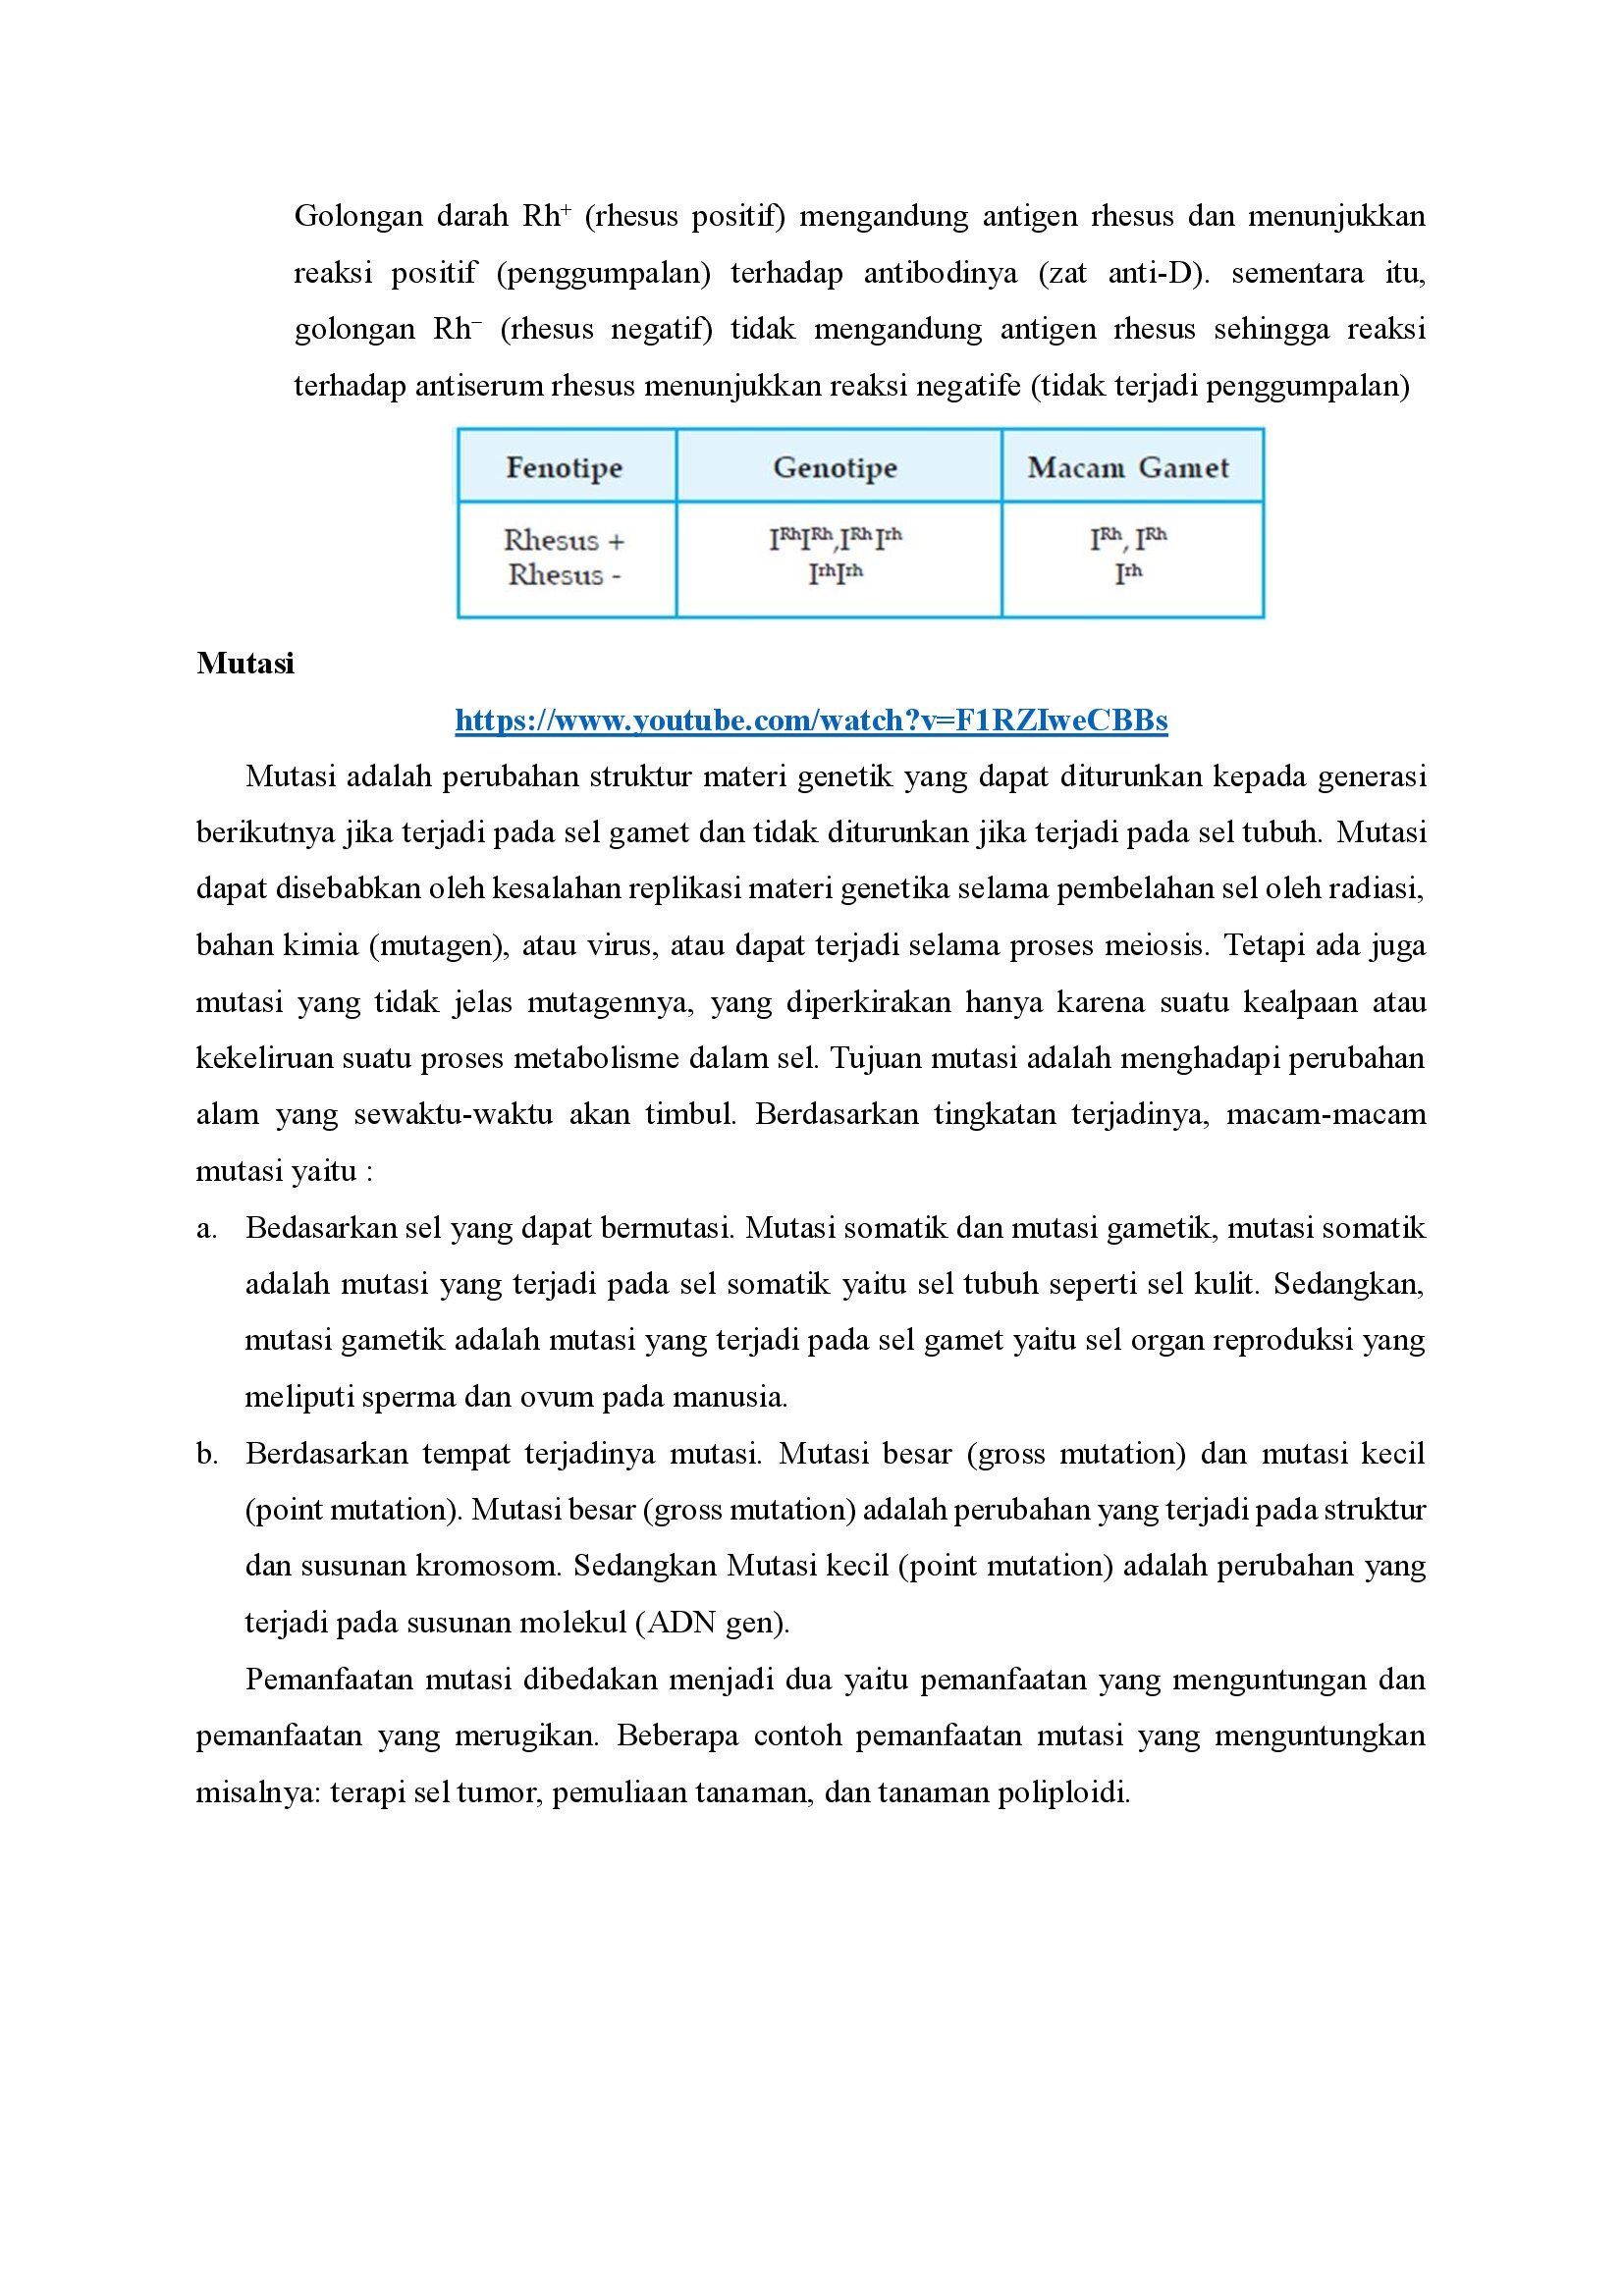 Golongan darah Rh⁺ (rhesus positif) mengandung antigen rhesus dan menunjukkan
reaksi positif (penggumpalan) terhadap antibodinya (zat anti-D). sementara itu,
golongan Rh⁻ (rhesus negatif) tidak mengandung antigen rhesus sehingga reaksi
terhadap antiserum rhesus menunjukkan reaksi negatife (tidak terjadi penggumpalan)
Fenotipe Genotipe Macam Gamet
Rhesus + IᴿʰIᴿʰ,IᴿʰIʳʰ Iᴿʰ, Iᴿʰ
Rhesus - IʳʰIʳʰ Iʳʰ
Mutasi
https://www.youtube.com/watch?v=F1RZIweCBBs
Mutasi adalah perubahan struktur materi genetik yang dapat diturunkan kepada generasi
berikutnya jika terjadi pada sel gamet dan tidak diturunkan jika terjadi pada sel tubuh. Mutasi
dapat disebabkan oleh kesalahan replikasi materi genetika selama pembelahan sel oleh radiasi,
bahan kimia (mutagen), atau virus, atau dapat terjadi selama proses meiosis. Tetapi ada juga
mutasi yang tidak jelas mutagennya, yang diperkirakan hanya karena suatu kealpaan atau
kekeliruan suatu proses metabolisme dalam sel. Tujuan mutasi adalah menghadapi perubahan
alam yang sewaktu-waktu akan timbul. Berdasarkan tingkatan terjadinya, macam-macam
mutasi yaitu :
a. Bedasarkan sel yang dapat bermutasi. Mutasi somatik dan mutasi gametik, mutasi somatik
adalah mutasi yang terjadi pada sel somatik yaitu sel tubuh seperti sel kulit. Sedangkan,
mutasi gametik adalah mutasi yang terjadi pada sel gamet yaitu sel organ reproduksi yang
meliputi sperma dan ovum pada manusia.
b. Berdasarkan tempat terjadinya mutasi. Mutasi besar (gross mutation) dan mutasi kecil
(point mutation). Mutasi besar (gross mutation) adalah perubahan yang terjadi pada struktur
dan susunan kromosom. Sedangkan Mutasi kecil (point mutation) adalah perubahan yang
terjadi pada susunan molekul (ADN gen).
Pemanfaatan mutasi dibedakan menjadi dua yaitu pemanfaatan yang menguntungan dan
pemanfaatan yang merugikan. Beberapa contoh pemanfaatan mutasi yang menguntungkan
misalnya: terapi sel tumor, pemuliaan tanaman, dan tanaman poliploidi.